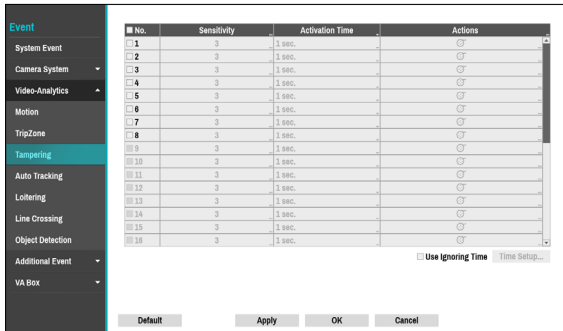 Event
System Event
Camera System
Video-Analytics
Motion
TripZone
Tampering
Auto Tracking
Loitering
Line Crossing
Object Detection
Additional Event
VA Box
No. Sensitivity Activation Time Actions
1 3 1 sec.
2 3 1 sec.
3 3 1 sec.
4 3 1 sec.
5 3 1 sec.
6 3 1 sec.
7 3 1 sec.
8 3 1 sec.
9 3 1 sec.
10 3 1 sec.
11 3 1 sec.
12 3 1 sec.
13 3 1 sec.
14 3 1 sec.
15 3 1 sec.
16 3 1 sec.
Use Ignoring Time Time Setup...
Default Apply OK Cancel